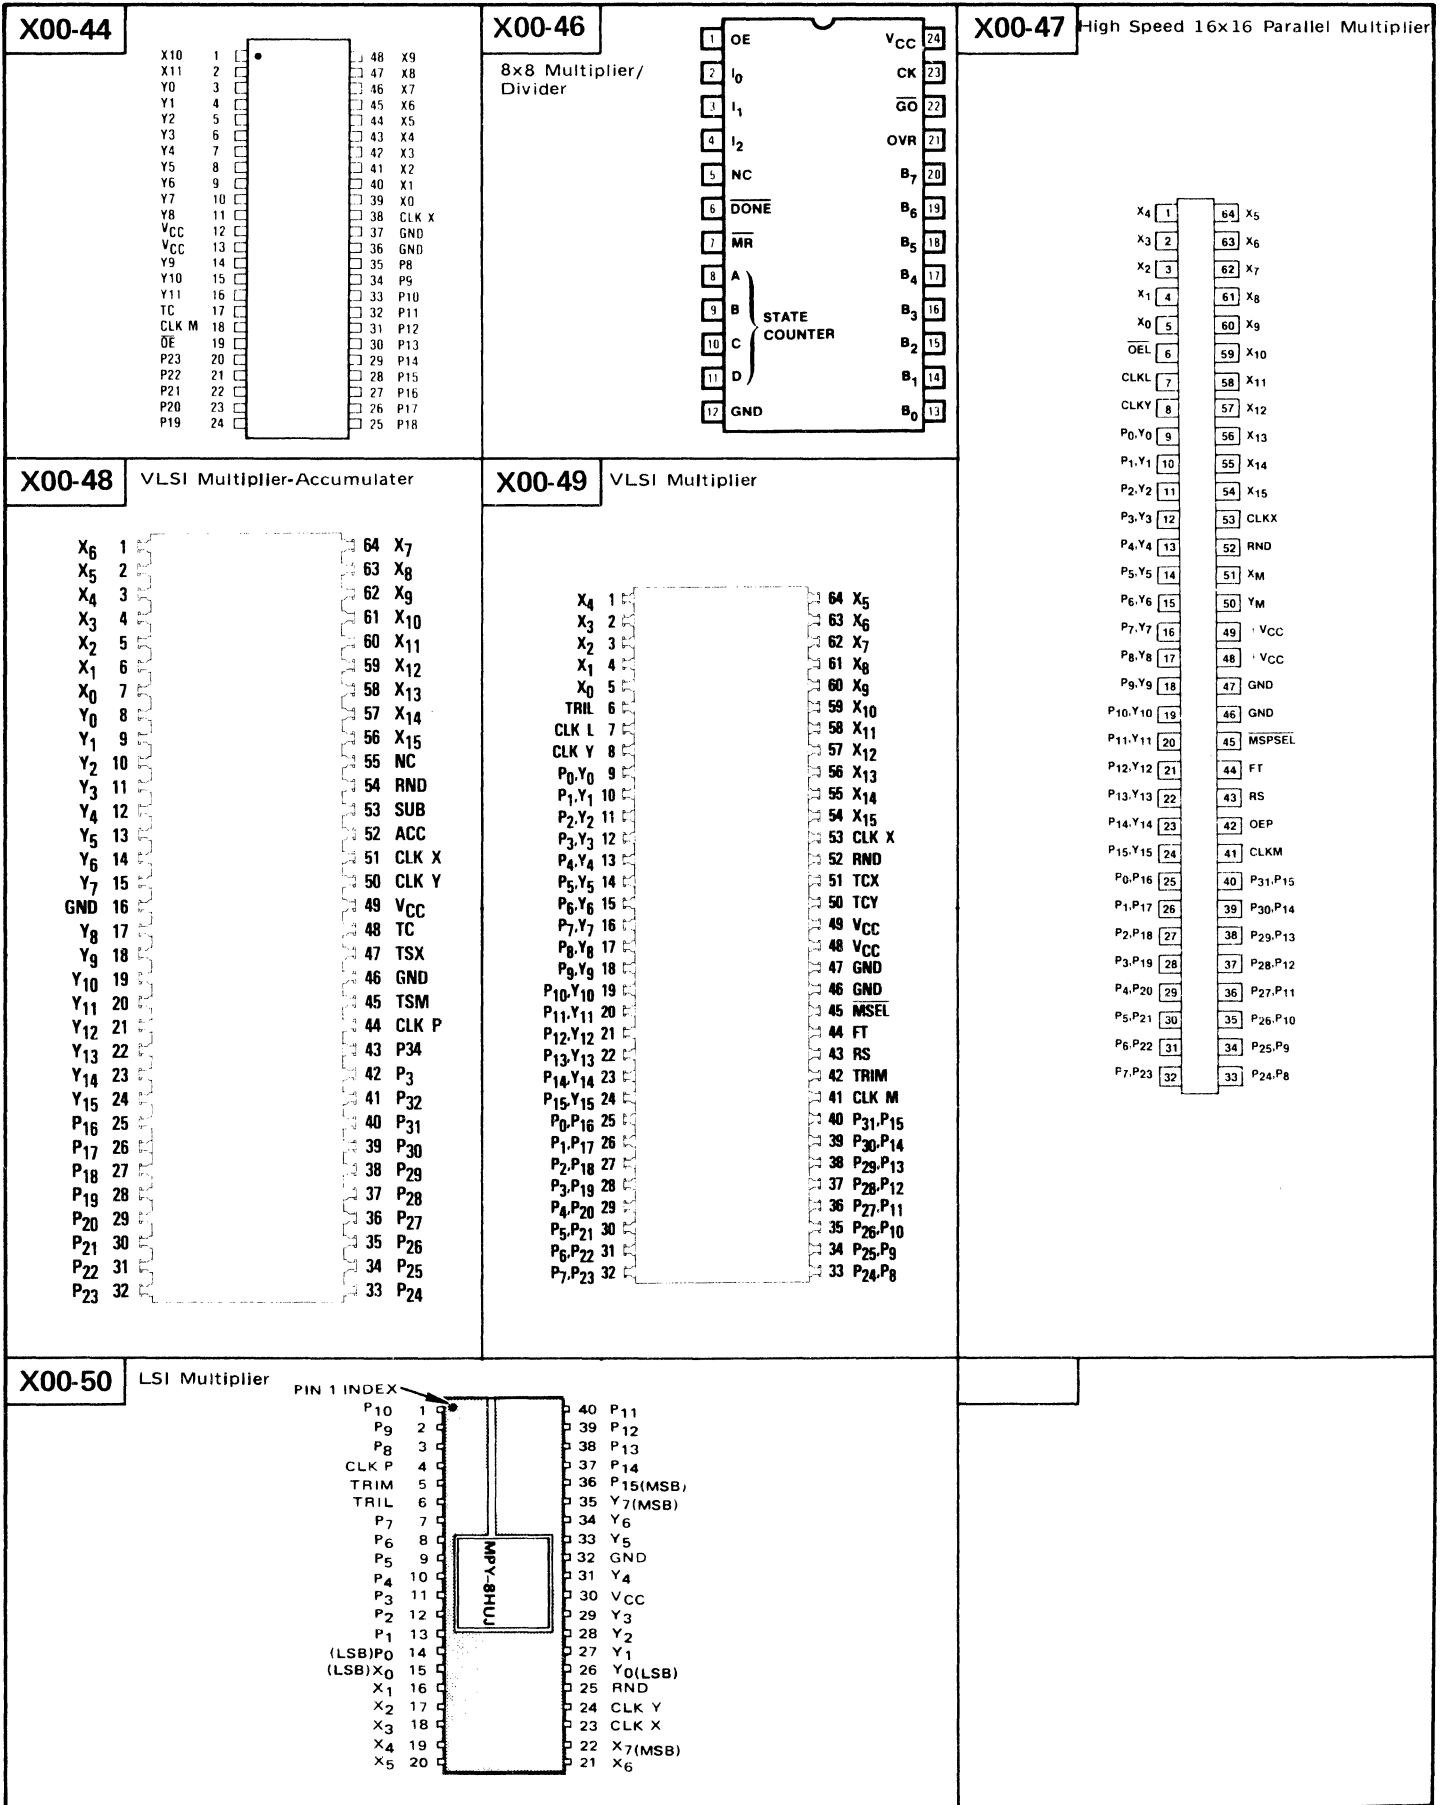 X00-44
X10 1 48 X9
X11 2 47 X8
Y0 3 46 X7
Y1 4 45 X6
Y2 5 44 X5
Y3 6 43 X4
Y4 7 42 X3
Y5 8 41 X2
Y6 9 40 X1
Y7 10 39 X0
Y8 11 38 CLK X
VCC 12 37 GND
VCC 13 36 GND
Y9 14 35 P8
Y10 15 34 P9
Y11 16 33 P10
TC 17 32 P11
CLK M 18 31 P12
O̅E̅ 19 30 P13
P23 20 29 P14
P22 21 28 P15
P21 22 27 P16
P20 23 26 P17
P19 24 25 P18
X00-46
8x8 Multiplier/
Divider
1 OE VCC 24
2 I0 CK 23
3 I1 G̅O̅ 22
4 I2 OVR 21
5 NC B7 20
6 D̅O̅N̅E̅ B6 19
7 M̅R̅ B5 18
8 A B4 17
9 B B3 16
STATE
COUNTER
10 C B2 15
11 D B1 14
12 GND B0 13
X00-47 High Speed 16x16 Parallel Multiplier
X4 1 64 X5
X3 2 63 X6
X2 3 62 X7
X1 4 61 X8
X0 5 60 X9
O̅E̅L̅ 6 59 X10
CLKL 7 58 X11
CLKY 8 57 X12
P0,Y0 9 56 X13
P1,Y1 10 55 X14
P2,Y2 11 54 X15
P3,Y3 12 53 CLKX
P4,Y4 13 52 RND
P5,Y5 14 51 XM
P6,Y6 15 50 YM
P7,Y7 16 49 VCC
P8,Y8 17 48 VCC
P9,Y9 18 47 GND
P10,Y10 19 46 GND
P11,Y11 20 45 M̅S̅P̅S̅E̅L̅
P12,Y12 21 44 FT
P13,Y13 22 43 RS
P14,Y14 23 42 OEP
P15,Y15 24 41 CLKM
P0,P16 25 40 P31,P15
P1,P17 26 39 P30,P14
P2,P18 27 38 P29,P13
P3,P19 28 37 P28,P12
P4,P20 29 36 P27,P11
P5,P21 30 35 P26,P10
P6,P22 31 34 P25,P9
P7,P23 32 33 P24,P8
X00-48 VLSI Multiplier-Accumulater
X6 1 64 X7
X5 2 63 X8
X4 3 62 X9
X3 4 61 X10
X2 5 60 X11
X1 6 59 X12
X0 7 58 X13
Y0 8 57 X14
Y1 9 56 X15
Y2 10 55 NC
Y3 11 54 RND
Y4 12 53 SUB
Y5 13 52 ACC
Y6 14 51 CLK X
Y7 15 50 CLK Y
GND 16 49 VCC
Y8 17 48 TC
Y9 18 47 TSX
Y10 19 46 GND
Y11 20 45 TSM
Y12 21 44 CLK P
Y13 22 43 P34
Y14 23 42 P3
Y15 24 41 P32
P16 25 40 P31
P17 26 39 P30
P18 27 38 P29
P19 28 37 P28
P20 29 36 P27
P21 30 35 P26
P22 31 34 P25
P23 32 33 P24
X00-49 VLSI Multiplier
X4 1 64 X5
X3 2 63 X6
X2 3 62 X7
X1 4 61 X8
X0 5 60 X9
TRIL 6 59 X10
CLK L 7 58 X11
CLK Y 8 57 X12
P0,Y0 9 56 X13
P1,Y1 10 55 X14
P2,Y2 11 54 X15
P3,Y3 12 53 CLK X
P4,Y4 13 52 RND
P5,Y5 14 51 TCX
P6,Y6 15 50 TCY
P7,Y7 16 49 VCC
P8,Y8 17 48 VCC
P9,Y9 18 47 GND
P10,Y10 19 46 GND
P11,Y11 20 45 M̅S̅E̅L̅
P12,Y12 21 44 FT
P13,Y13 22 43 RS
P14,Y14 23 42 TRIM
P15,Y15 24 41 CLK M
P0,P16 25 40 P31,P15
P1,P17 26 39 P30,P14
P2,P18 27 38 P29,P13
P3,P19 28 37 P28,P12
P4,P20 29 36 P27,P11
P5,P21 30 35 P26,P10
P6,P22 31 34 P25,P9
P7,P23 32 33 P24,P8
X00-50 LSI Multiplier
PIN 1 INDEX
P10 1 40 P11
P9 2 39 P12
P8 3 38 P13
CLK P 4 37 P14
TRIM 5 36 P15(MSB)
TRIL 6 35 Y7(MSB)
P7 7 34 Y6
P6 8 33 Y5
P5 9 32 GND
P4 10 31 Y4
P3 11 30 VCC
P2 12 29 Y3
P1 13 28 Y2
(LSB)P0 14 27 Y1
(LSB)X0 15 26 Y0(LSB)
X1 16 25 RND
X2 17 24 CLK Y
X3 18 23 CLK X
X4 19 22 X7(MSB)
X5 20 21 X6
MPY-8HUJ